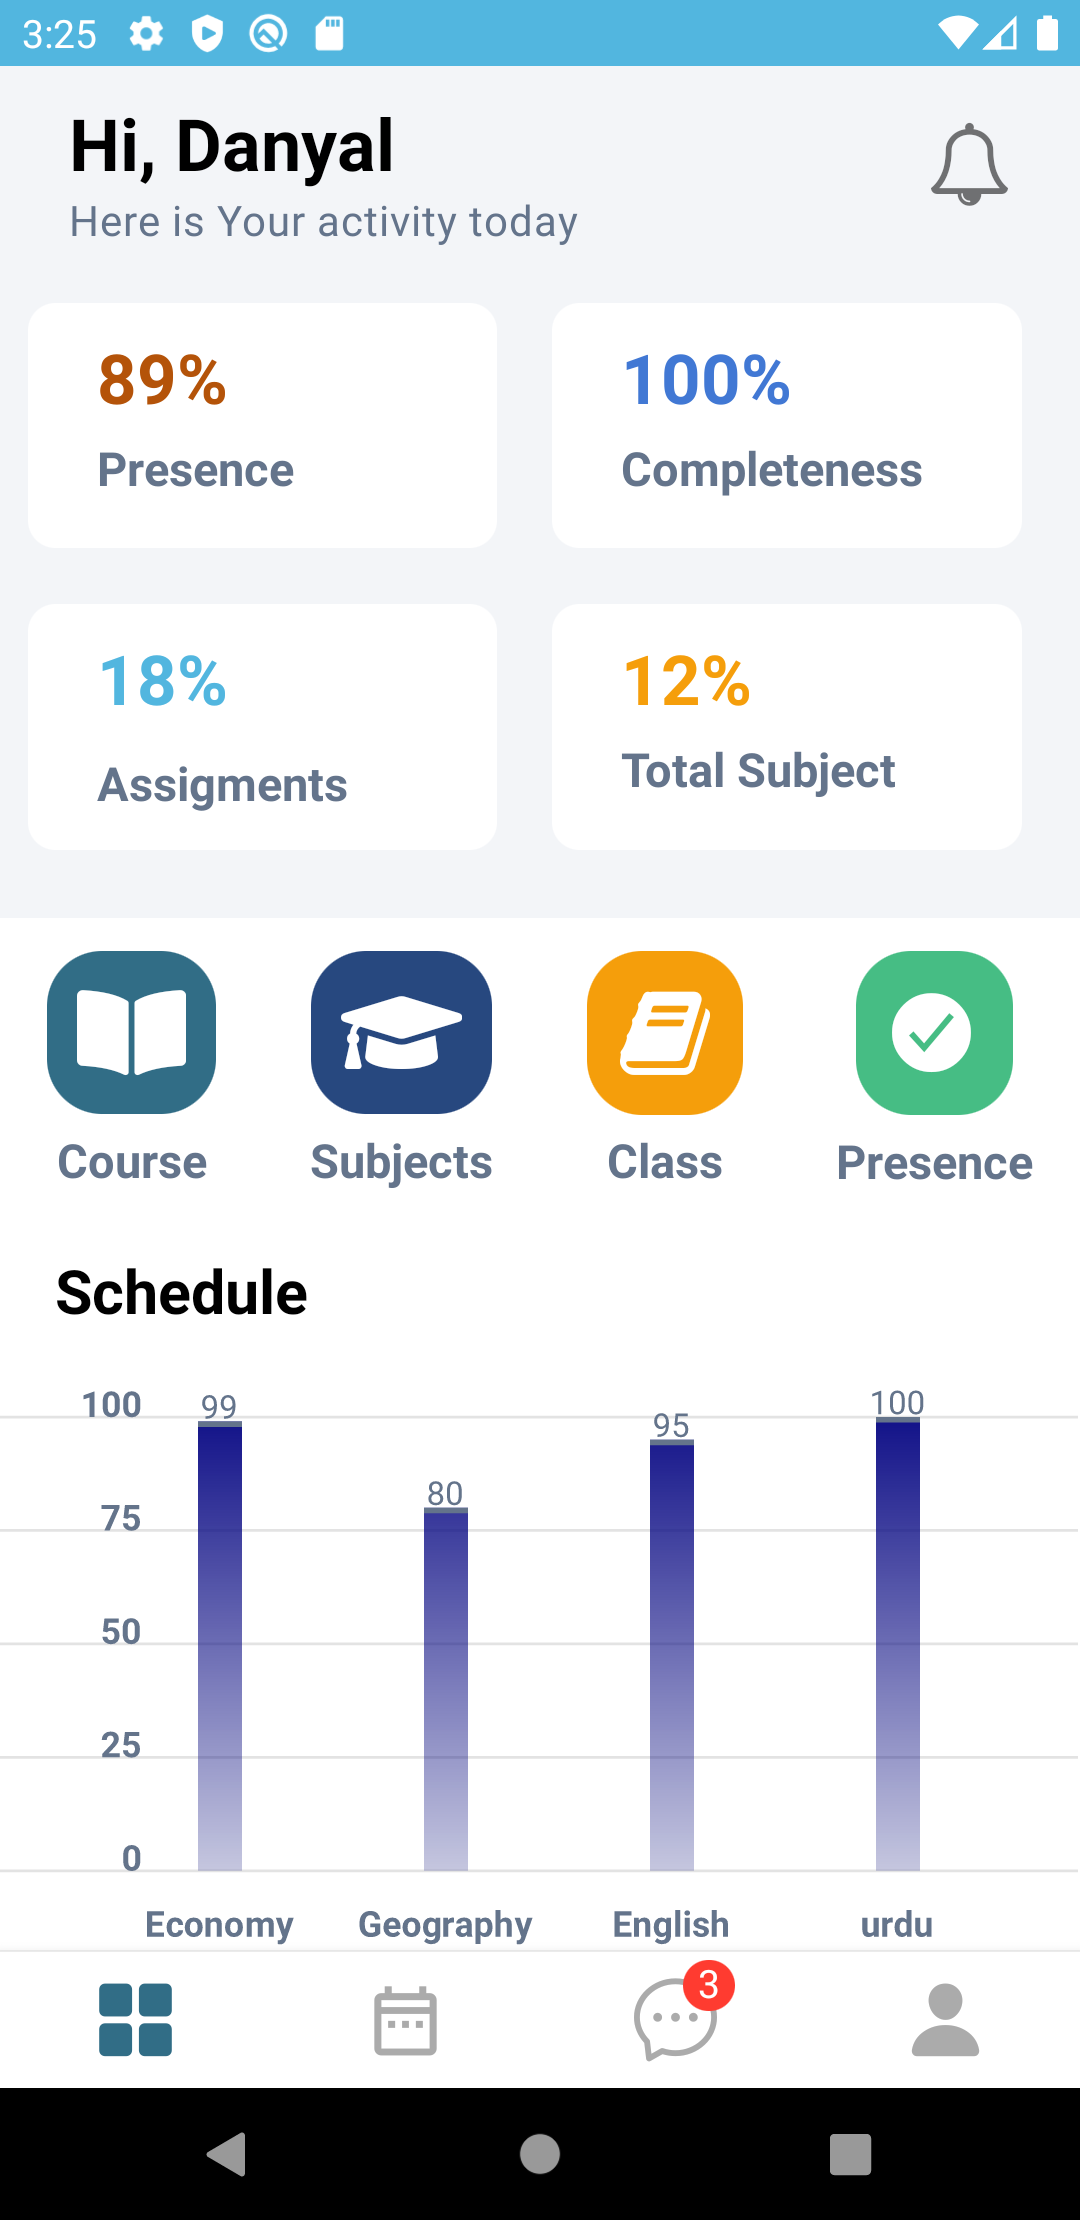 3:25
Hi, Danyal
Here is Your activity today
89%
Presence
100%
Completeness
18%
Assigments
12%
Total Subject
Course
Subjects
Class
Presence
Schedule
100
75
50
25
0
99
80
95
100
Economy
Geography
English
urdu
3